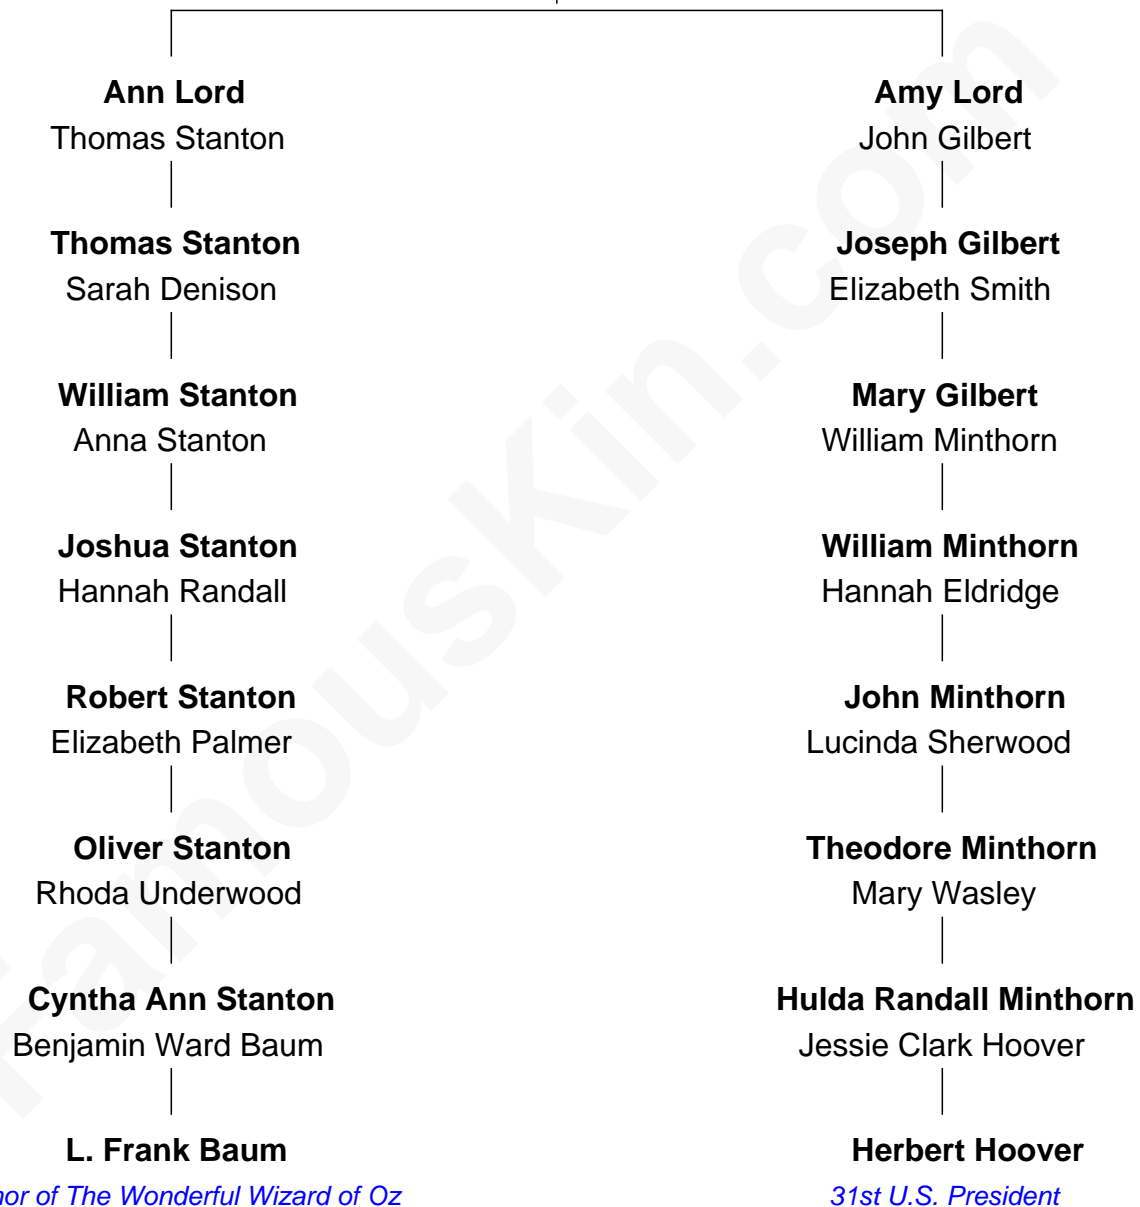 Ann Lord
Thomas Stanton
Thomas Stanton
Sarah Denison
William Stanton
Anna Stanton
Joshua Stanton
Hannah Randall
Robert Stanton
Elizabeth Palmer
Oliver Stanton
Rhoda Underwood
Cyntha Ann Stanton
Benjamin Ward Baum
L. Frank Baum
of The Wonderful Wizard of Oz
Amy Lord
John Gilbert
Joseph Gilbert
Elizabeth Smith
Mary Gilbert
William Minthorn
William Minthorn
Hannah Eldridge
John Minthorn
Lucinda Sherwood
Theodore Minthorn
Mary Wasley
Hulda Randall Minthorn
Jessie Clark Hoover
Herbert Hoover
31st U.S. President
FamousKin.com